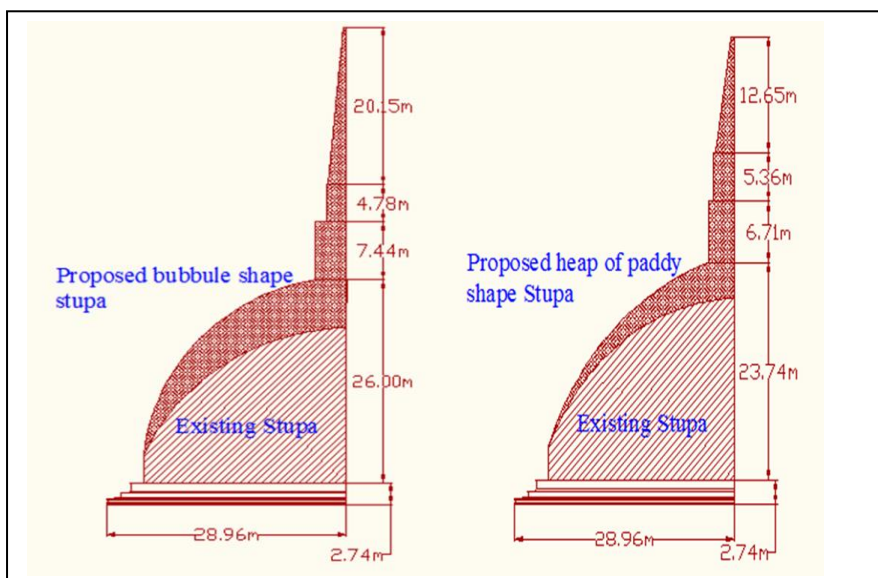 20.15m
4.78m
7.44m
Proposed bubbule shape
stupa
26.00m
Existing Stupa
28.96m
2.74m
12.65m
5.36m
6.71m
Proposed heap of paddy
shape Stupa
23.74m
Existing Stupa
28.96m
2.74m